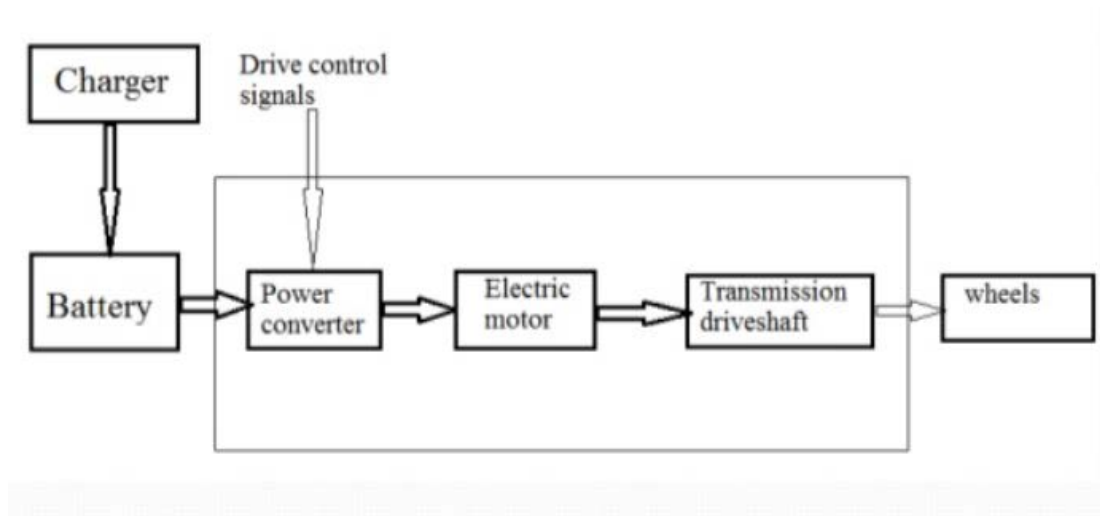 Charger
Drive control
signals
Battery
Power
converter
Electric
motor
Transmission
driveshaft
wheels